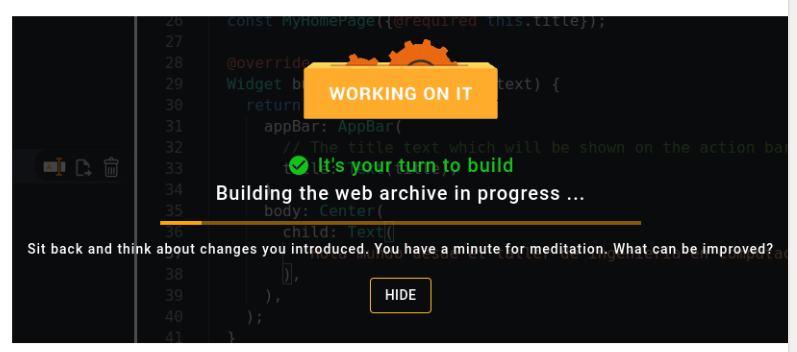 26 const MyHomePage({@required this.title});
27
28 @override
29 Widget b text) {
30 return
31 appBar: AppBar(
32 // The title text which will be shown on the action bar
33 title: Text(title),
34
35 body: Center(
36 child: Text(
38 ),
39 ),
40 );
41 }
WORKING ON IT
It's your turn to build
Building the web archive in progress ...
Sit back and think about changes you introduced. You have a minute for meditation. What can be improved?
HIDE